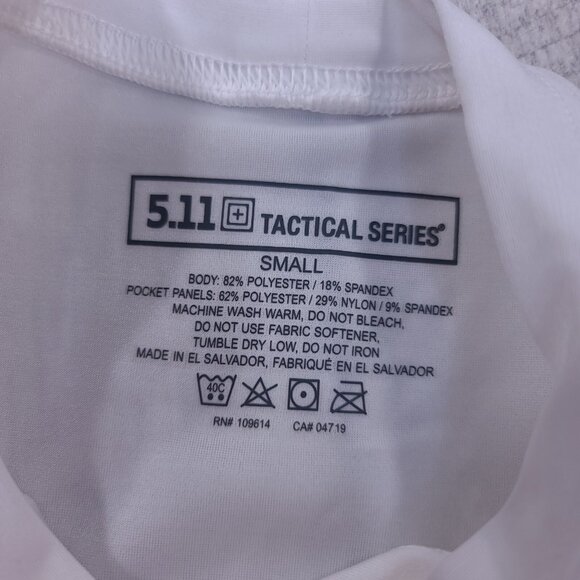 5.11 TACTICAL SERIES®
SMALL
BODY: 82% POLYESTER / 18% SPANDEX
POCKET PANELS: 62% POLYESTER / 29% NYLON / 9% SPANDEX
MACHINE WASH WARM, DO NOT BLEACH,
DO NOT USE FABRIC SOFTENER,
TUMBLE DRY LOW, DO NOT IRON
MADE IN EL SALVADOR, FABRIQUÉ EN EL SALVADOR
40C
RN# 109614 CA# 04719